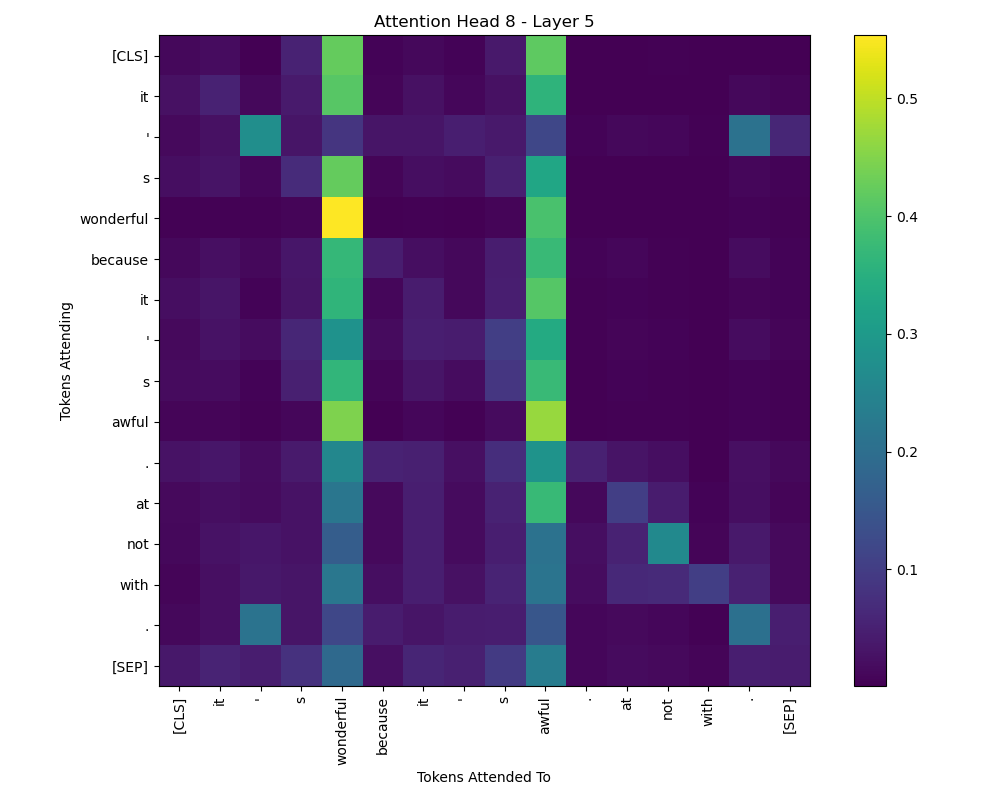 Attention Head 8 - Layer 5
Tokens Attending
[CLS]
it
'
s
wonderful
because
it
'
s
awful
.
at
not
with
.
[SEP]
[CLS]
it
'
s
wonderful
because
it
'
s
awful
.
at
not
with
.
[SEP]
Tokens Attended To
0.5
0.4
0.3
0.2
0.1